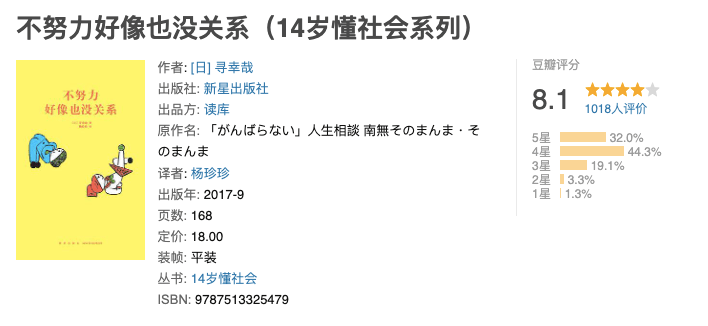 不努力好像也没关系（14岁懂社会系列）
不努力
好像也没关系
作者: [日] 寻幸哉
出版社: 新星出版社
出品方: 读库
原作名: 「がんばらない」人生相談 南無そのまんま・そ
のまんま
译者: 杨珍珍
出版年: 2017-9
页数: 168
定价: 18.00
装帧: 平装
丛书: 14岁懂社会
ISBN: 9787513325479
豆瓣评分
8.1
1018人评价
5星 32.0%
4星 44.3%
3星 19.1%
2星 3.3%
1星 1.3%